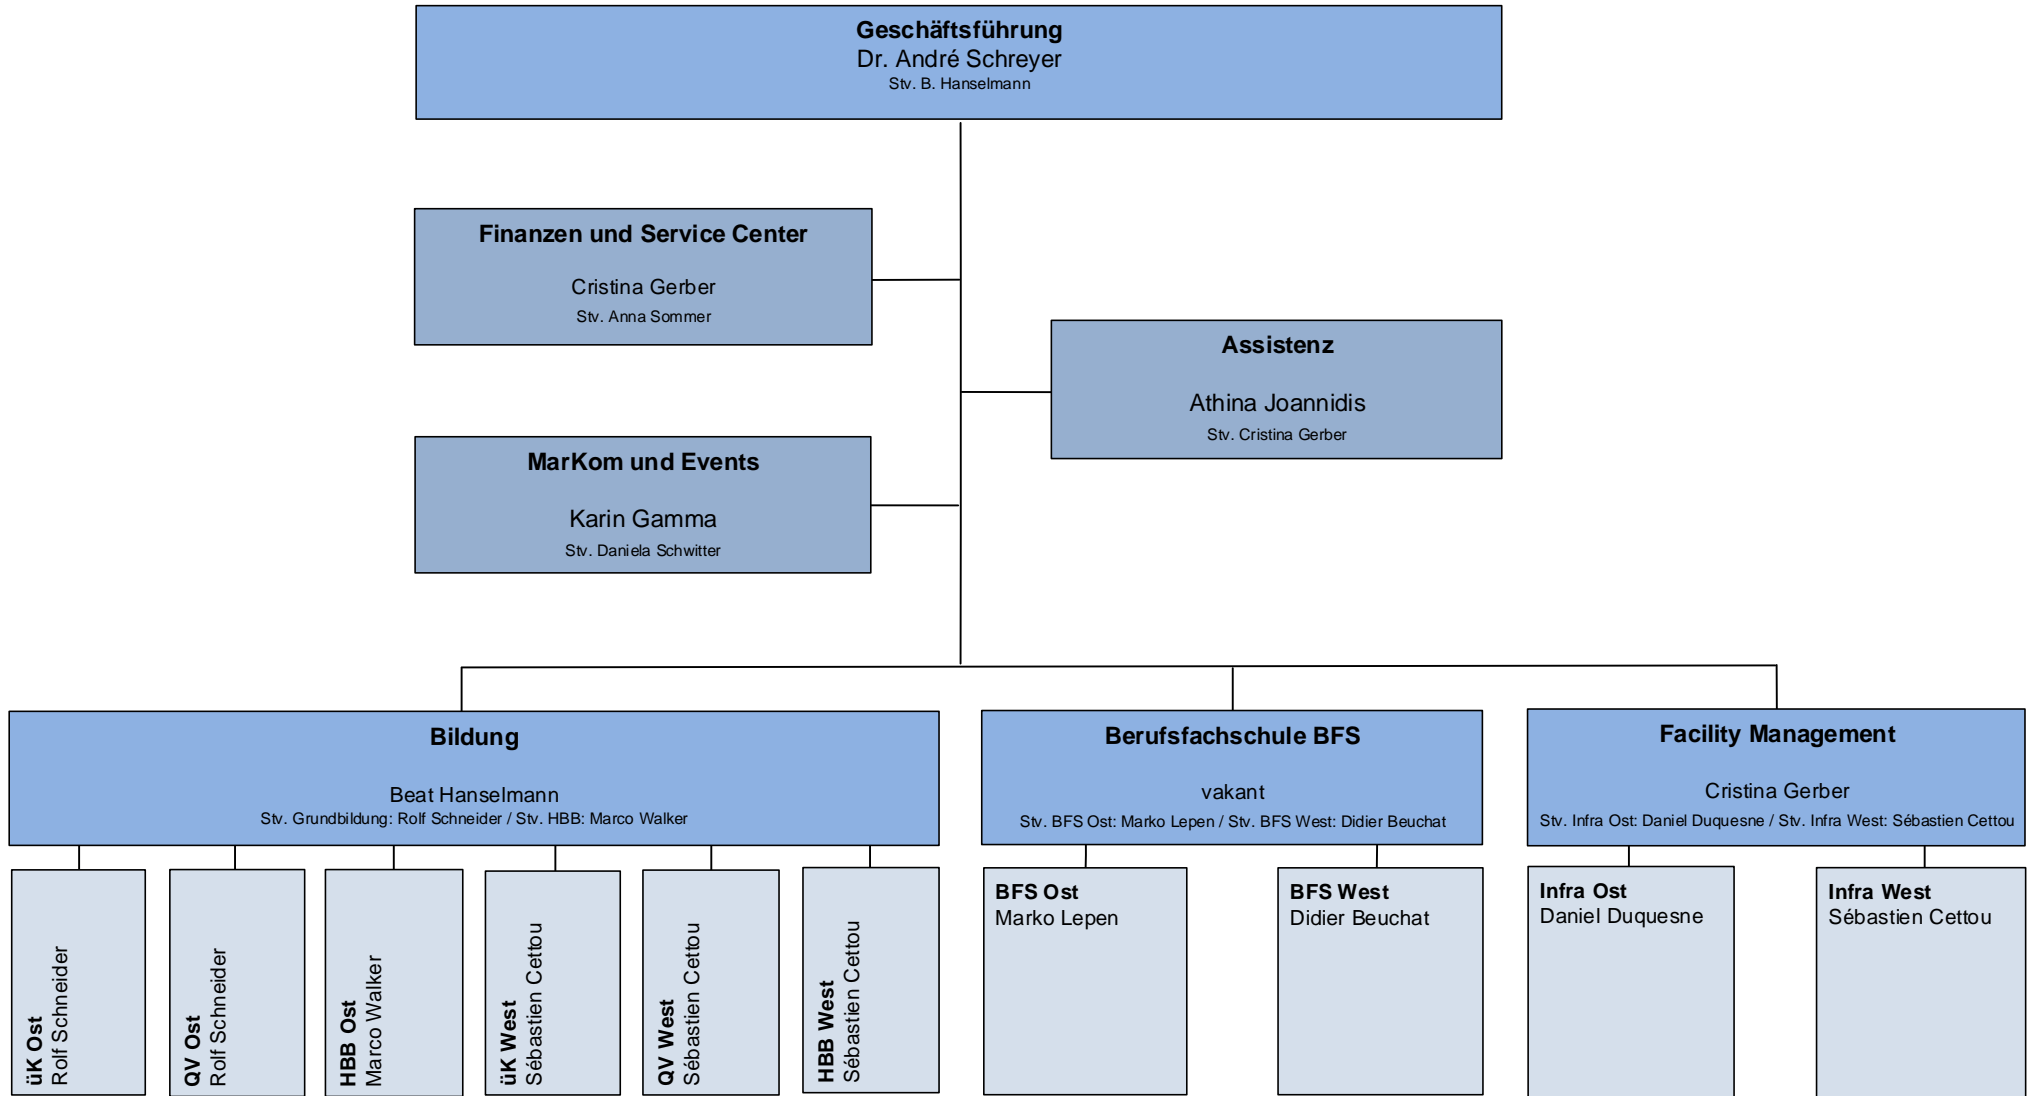 Geschäftsführung
Dr. André Schreyer
Stv. B. Hanselmann
Finanzen und Service Center
Cristina Gerber
Stv. Anna Sommer
Assistenz
Athina Joannidis
Stv. Cristina Gerber
MarKom und Events
Karin Gamma
Stv. Daniela Schwitter
Bildung
Beat Hanselmann
Stv. Grundbildung: Rolf Schneider / Stv. HBB: Marco Walker
Berufsfachschule BFS
vakant
Stv. BFS Ost: Marko Lepen / Stv. BFS West: Didier Beuchat
Facility Management
Cristina Gerber
Stv. Infra Ost: Daniel Duquesne / Stv. Infra West: Sébastien Cettou
üK Ost
Rolf Schneider
QV Ost
Rolf Schneider
HBB Ost
Marco Walker
üK West
Sébastien Cettou
QV West
Sébastien Cettou
HBB West
Sébastien Cettou
BFS Ost
Marko Lepen
BFS West
Didier Beuchat
Infra Ost
Daniel Duquesne
Infra West
Sébastien Cettou